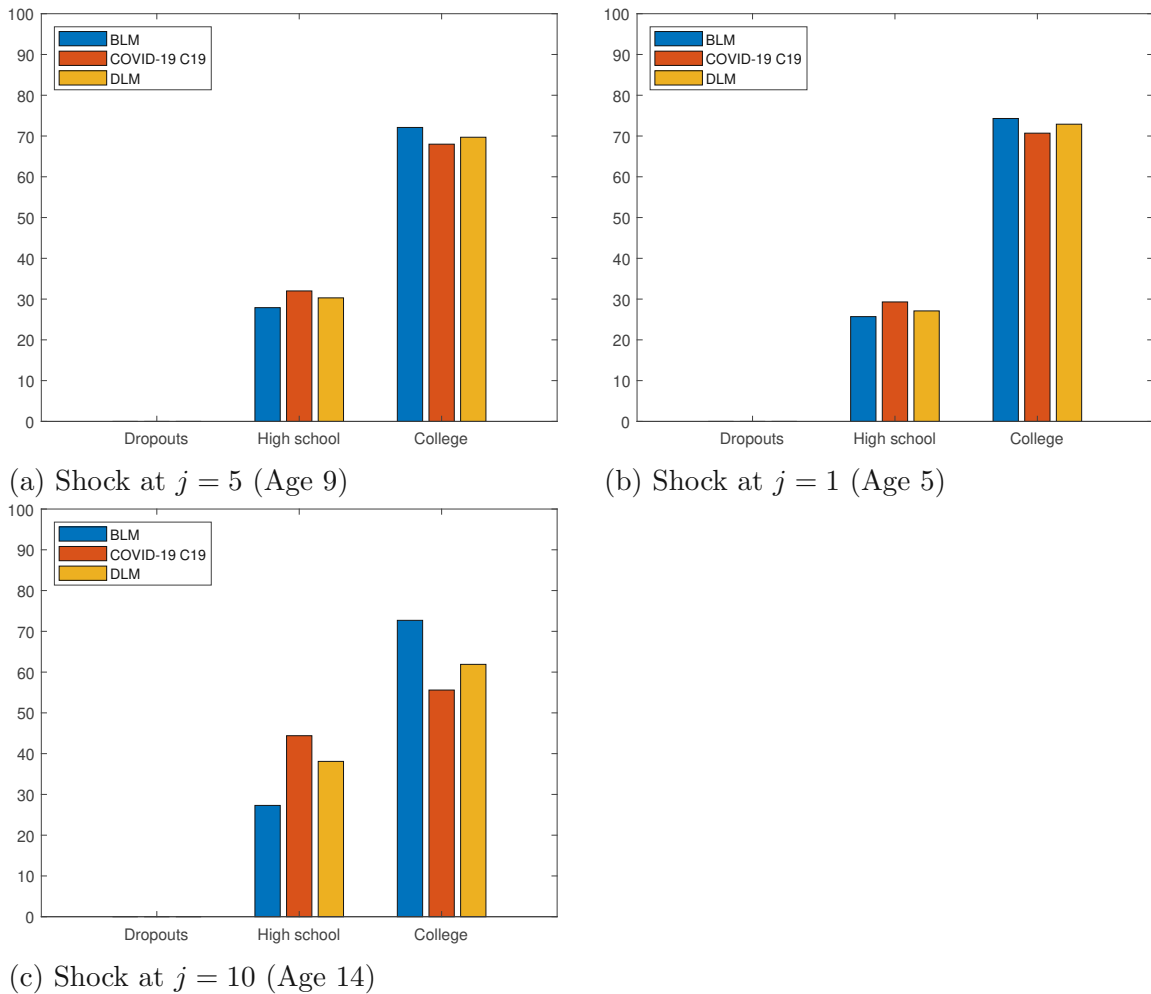 100
90
80
70
60
50
40
30
20
10
0
BLM
COVID-19 C19
DLM
Dropouts High school College
(a) Shock at j = 5 (Age 9)
100
90
80
70
60
50
40
30
20
10
0
BLM
COVID-19 C19
DLM
Dropouts High school College
(b) Shock at j = 1 (Age 5)
100
90
80
70
60
50
40
30
20
10
0
BLM
COVID-19 C19
DLM
Dropouts High school College
(c) Shock at j = 10 (Age 14)